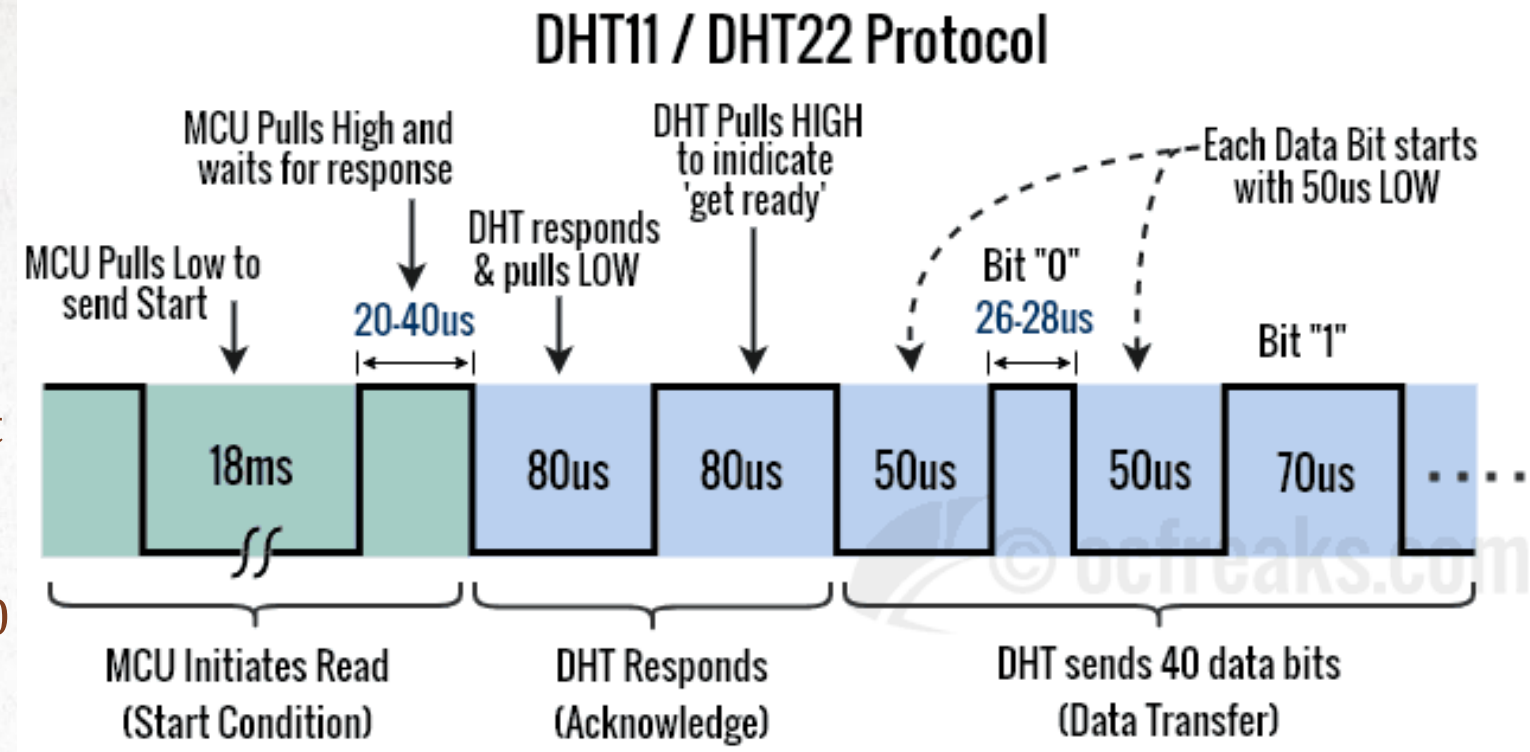 DHT11 / DHT22 Protocol
MCU Pulls High and
waits for response
DHT Pulls HIGH
to inidicate
'get ready'
Each Data Bit starts
with 50us LOW
MCU Pulls Low to
send Start
DHT responds
& pulls LOW
20-40us
Bit "0"
26-28us
Bit "1"
18ms
80us
80us
50us
50us
70us
© ocfreaks.com
MCU Initiates Read
(Start Condition)
DHT Responds
(Acknowledge)
DHT sends 40 data bits
(Data Transfer)